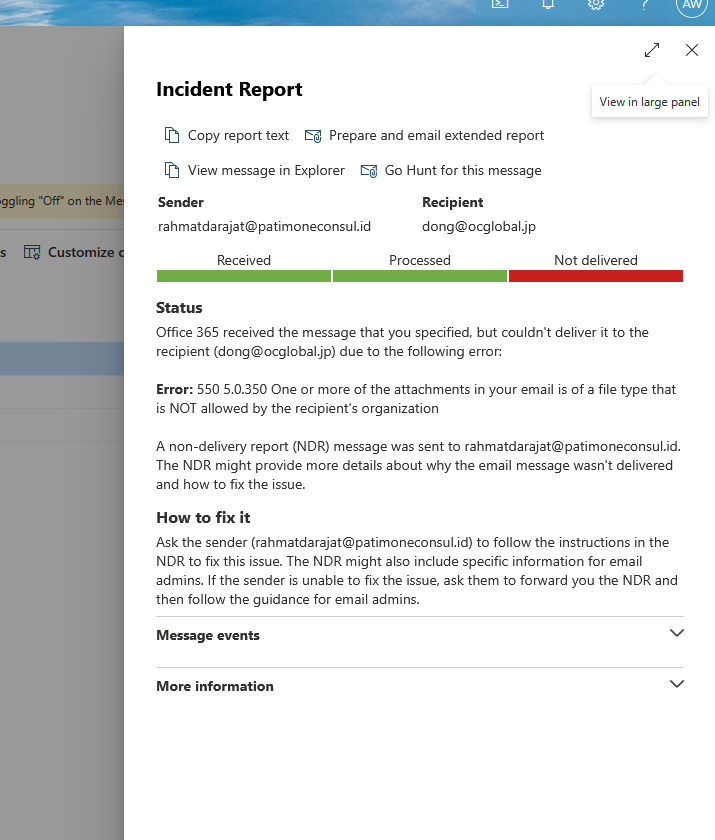 AW
View in large panel
Incident Report
Copy report text
Prepare and email extended report
View message in Explorer
Go Hunt for this message
oggling "Off" on the Mes
s
Customize c
Sender
Recipient
rahmatdarajat@patimoneconsul.id
dong@ocglobal.jp
Received
Processed
Not delivered
Status
Office 365 received the message that you specified, but couldn't deliver it to the
recipient (dong@ocglobal.jp) due to the following error:
Error: 550 5.0.350 One or more of the attachments in your email is of a file type that
is NOT allowed by the recipient's organization
A non-delivery report (NDR) message was sent to rahmatdarajat@patimoneconsul.id.
The NDR might provide more details about why the email message wasn't delivered
and how to fix the issue.
How to fix it
Ask the sender (rahmatdarajat@patimoneconsul.id) to follow the instructions in the
NDR to fix this issue. The NDR might also include specific information for email
admins. If the sender is unable to fix the issue, ask them to forward you the NDR and
then follow the guidance for email admins.
Message events
More information